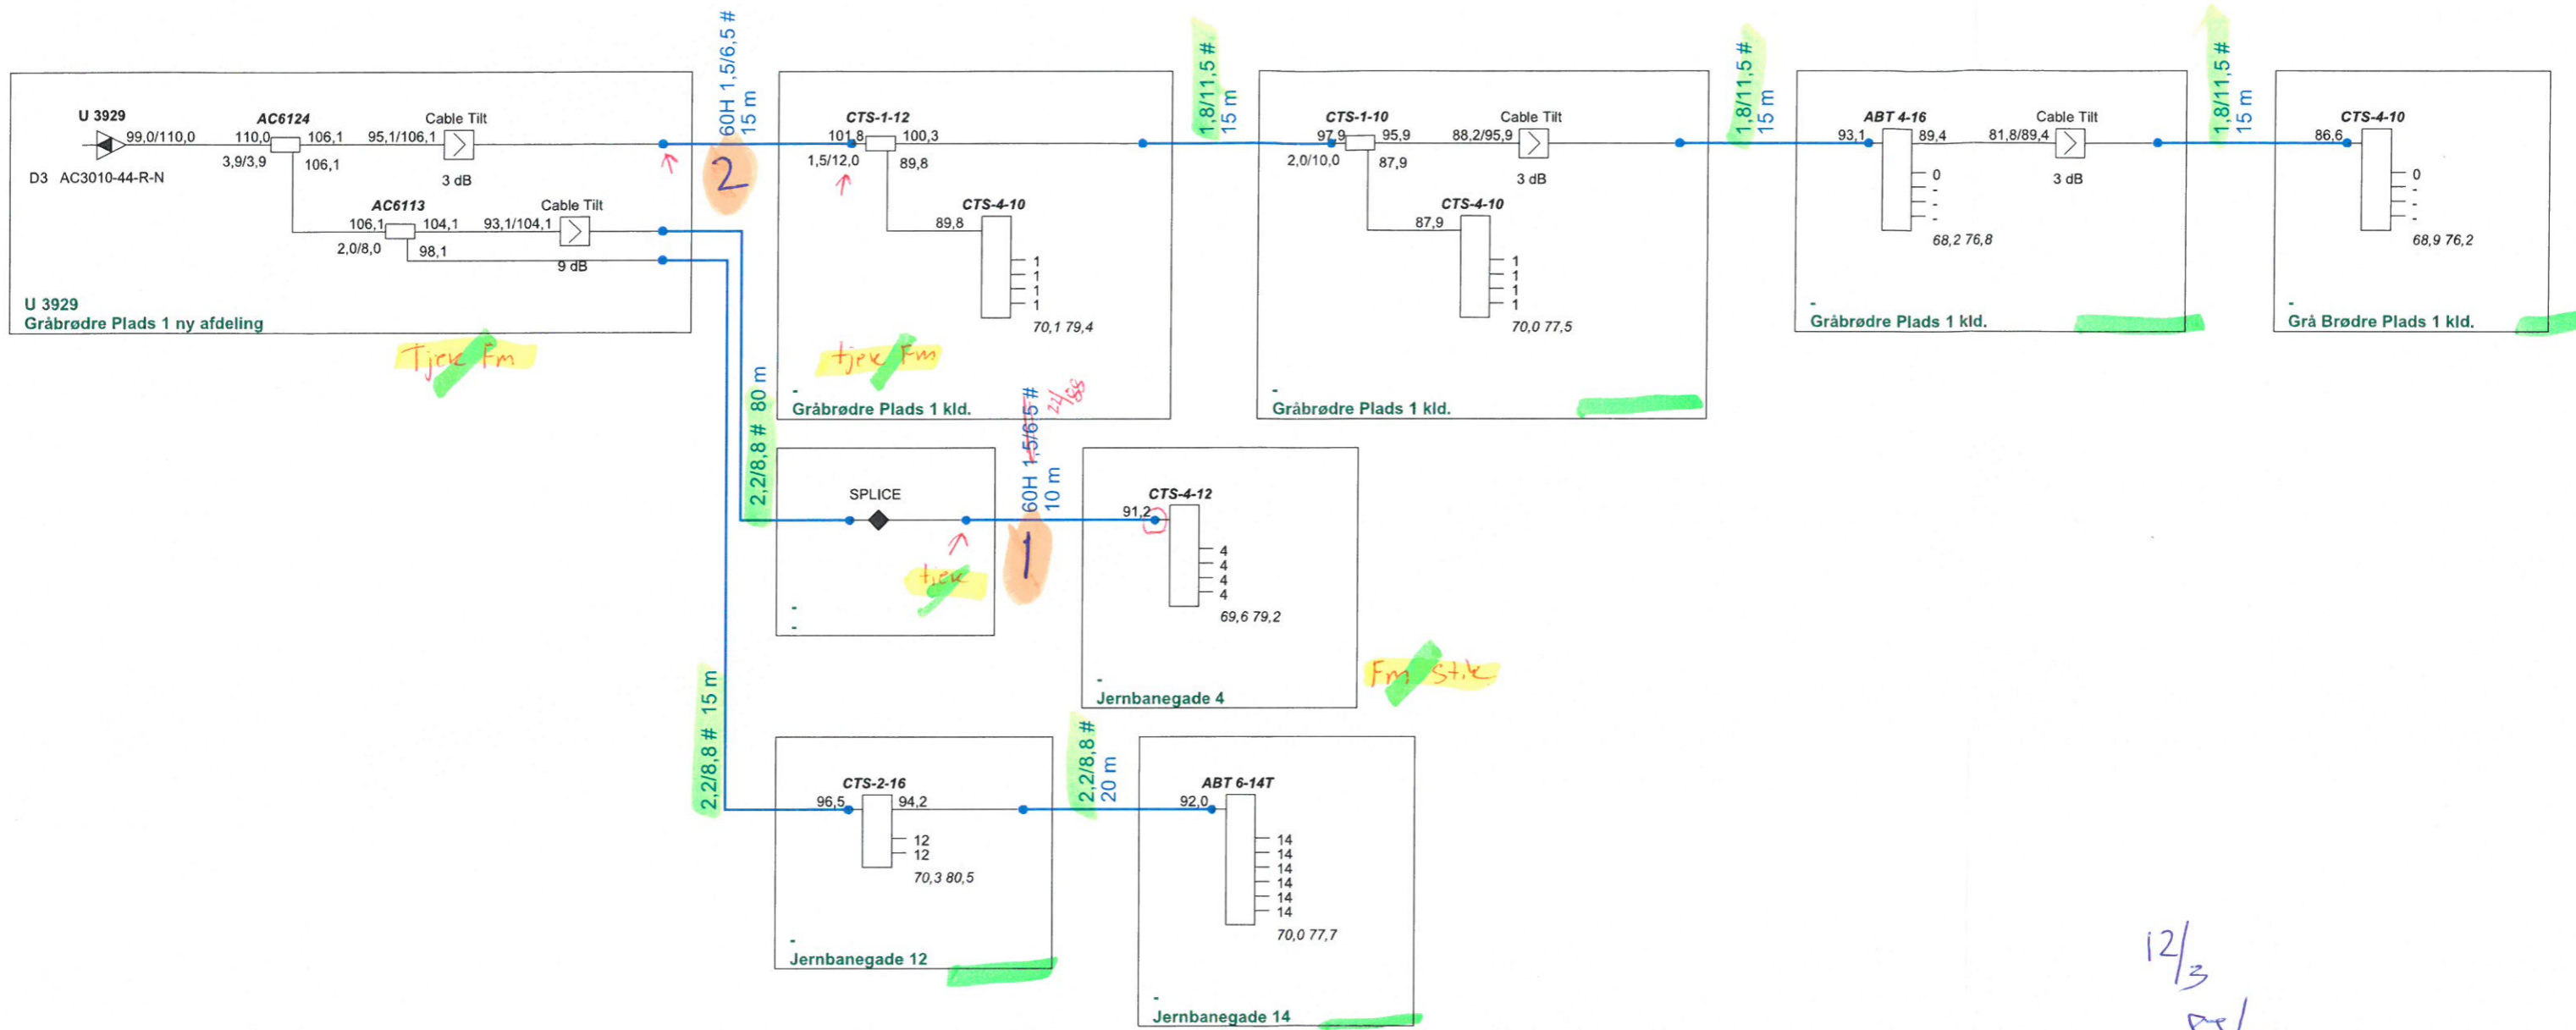 U 3929
99,0/110,0
D3 AC3010-44-R-N
AC6124
110,0 106,1
3,9/3,9
106,1
95,1/106,1
Cable Tilt
3 dB
AC6113
106,1 104,1
2,0/8,0
98,1
93,1/104,1
Cable Tilt
9 dB
U 3929
Gråbrødre Plads 1 ny afdeling
Tjek Fm
60H 1,5/6,5 #
15 m
2
CTS-1-12
101,8 100,3
1,5/12,0
89,8
CTS-4-10
89,8
1
1
1
1
70,1 79,4
tjek Fm
-
Gråbrødre Plads 1 kld.
1,8/11,5 #
15 m
CTS-1-10
97,9 95,9
2,0/10,0
87,9
88,2/95,9
Cable Tilt
3 dB
CTS-4-10
87,9
1
1
1
1
70,0 77,5
-
Gråbrødre Plads 1 kld.
1,8/11,5 #
15 m
ABT 4-16
93,1 89,4
81,8/89,4
Cable Tilt
3 dB
0
-
-
-
68,2 76,8
-
Gråbrødre Plads 1 kld.
1,8/11,5 #
15 m
CTS-4-10
86,6
0
-
-
-
68,9 76,2
-
Grå Brødre Plads 1 kld.
2,2/8,8 # 80 m
SPLICE
tjek
-
-
60H 1,5/6,5 #
22/88
10 m
1
CTS-4-12
91,2
4
4
4
4
69,6 79,2
-
Jernbanegade 4
Fm stik
2,2/8,8 # 15 m
CTS-2-16
96,5 94,2
12
12
70,3 80,5
-
Jernbanegade 12
2,2/8,8 #
20 m
ABT 6-14T
92,0
14
14
14
14
14
14
70,0 77,7
-
Jernbanegade 14
12/3